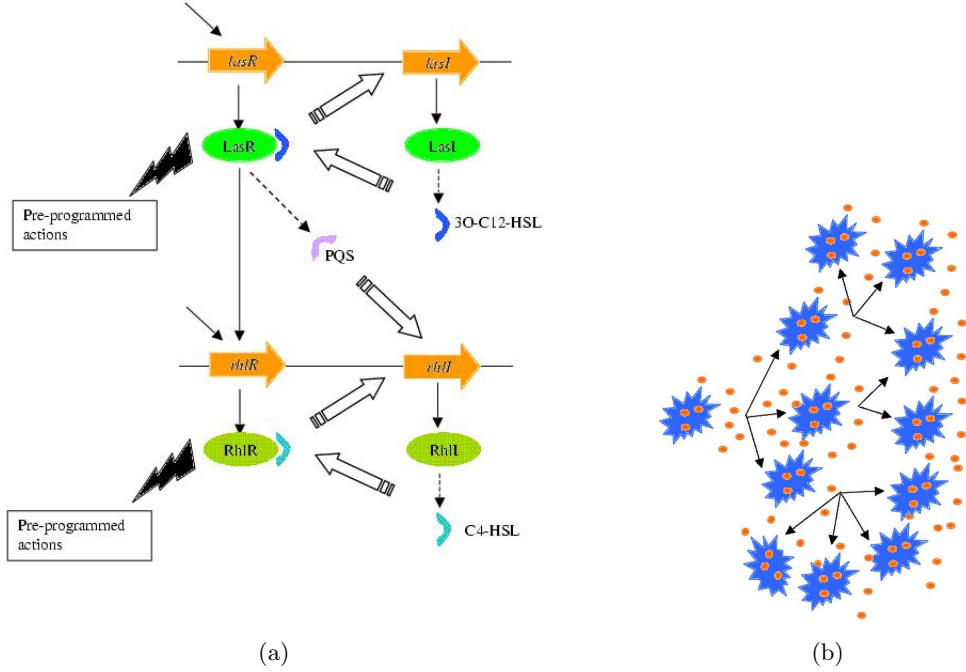 lasR
lasI
LasR
LasI
Pre-programmed
actions
3O-C12-HSL
PQS
rhlR
rhlI
RhlR
RhlI
Pre-programmed
actions
C4-HSL
(a)
(b)